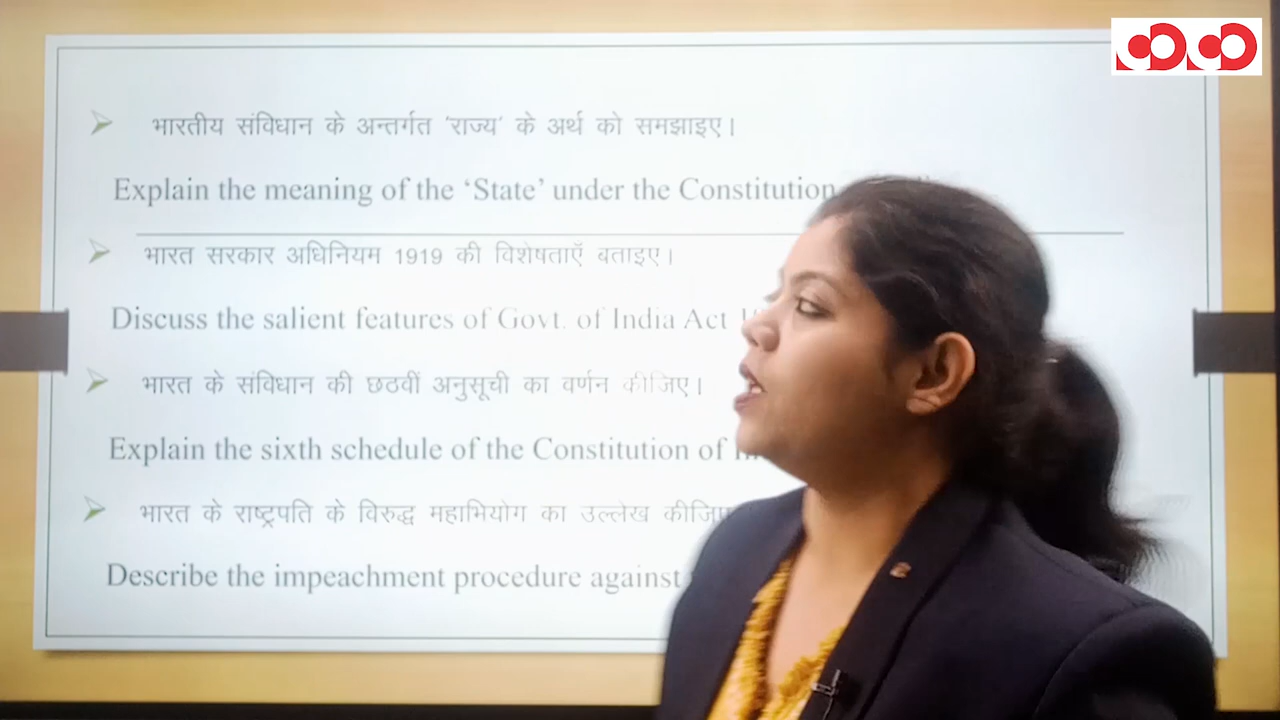 भारतीय संविधान के अन्तर्गत 'राज्य' के अर्थ को समझाइए।
Explain the meaning of the ‘State’ under the Constitution
भारत सरकार अधिनियम 1919 की विशेषताएँ बताइए।
Discuss the salient features of Govt. of India Act
भारत के संविधान की छठवीं अनुसूची का वर्णन कीजिए।
Explain the sixth schedule of the Constitution of
भारत के राष्ट्रपति के विरुद्ध महाभियोग का उल्लेख
Describe the impeachment procedure against